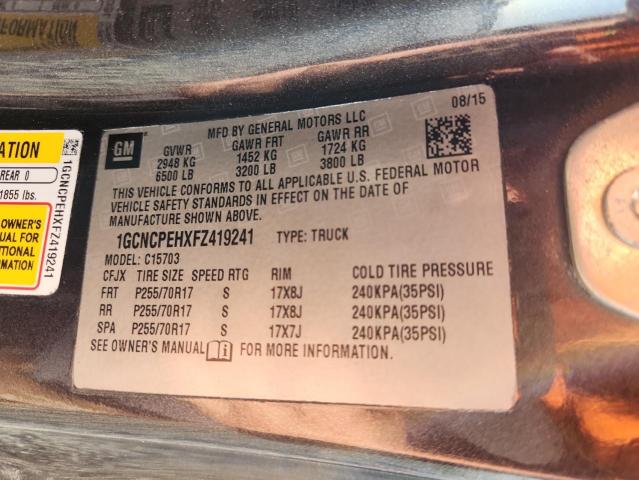 ATION
REAR 0
1855 lbs.
OWNER'S
UAL FOR
ITIONAL
RMATION
1GCNCPEHXFZ419241
GM
MFD BY GENERAL MOTORS LLC
08/15
GVWR GAWR FRT GAWR RR
2948 KG 1452 KG 1724 KG
6500 LB 3200 LB 3800 LB
THIS VEHICLE CONFORMS TO ALL APPLICABLE U.S. FEDERAL MOTOR
VEHICLE SAFETY STANDARDS IN EFFECT ON THE DATE OF
MANUFACTURE SHOWN ABOVE.
1GCNCPEHXFZ419241 TYPE: TRUCK
MODEL: C15703
CFJX TIRE SIZE SPEED RTG RIM COLD TIRE PRESSURE
FRT P255/70R17 S 17X8J 240KPA(35PSI)
RR P255/70R17 S 17X8J 240KPA(35PSI)
SPA P255/70R17 S 17X7J 240KPA(35PSI)
SEE OWNER'S MANUAL FOR MORE INFORMATION.